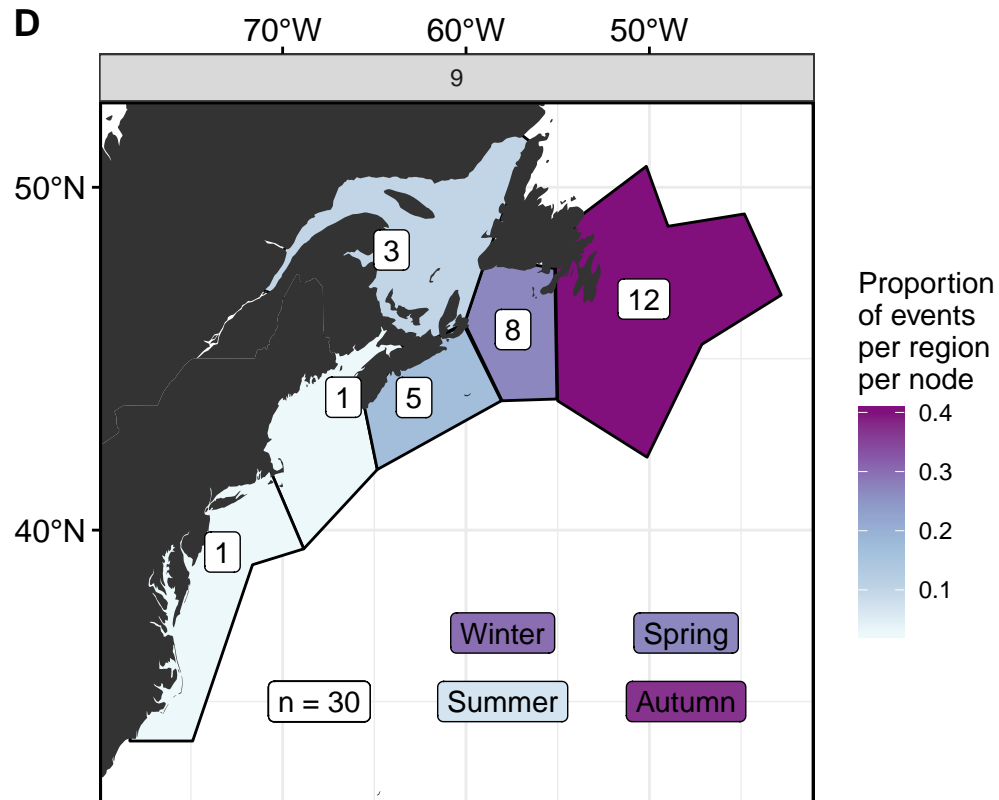 D
70°W 60°W 50°W
9
50°N
3
12
8
1
5
40°N
1
Winter
Spring
n = 30
Summer
Autumn
Proportion
of events
per region
per node
0.4
0.3
0.2
0.1